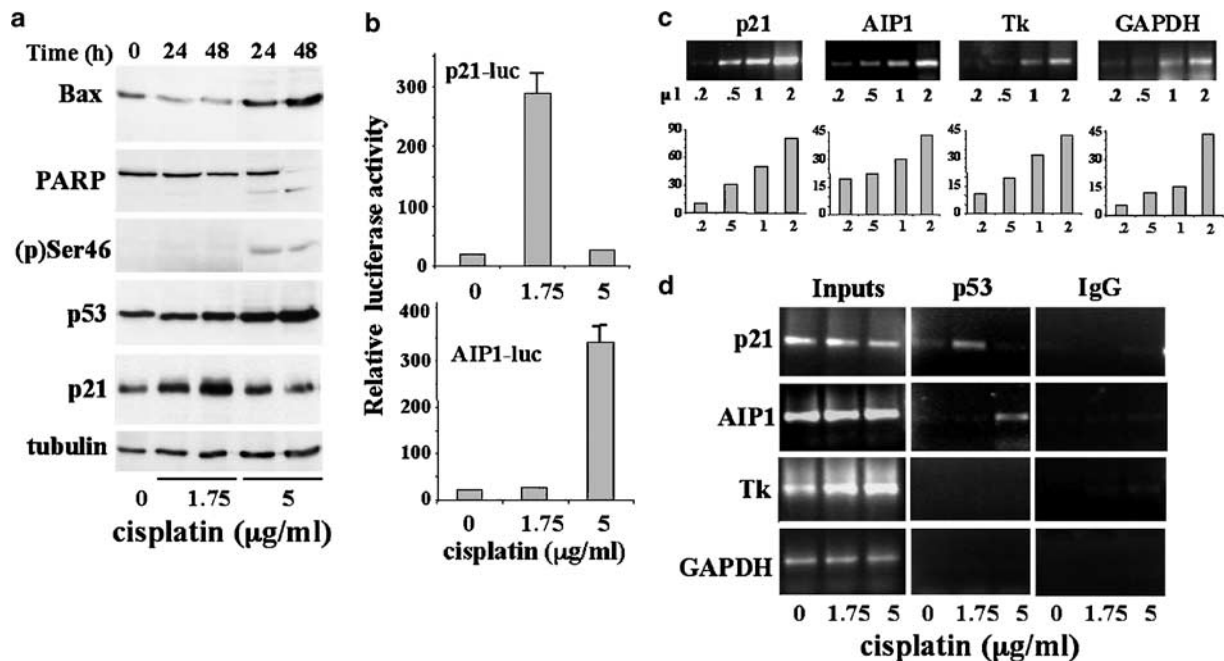 a
Time (h) 0 24 48 24 48
Bax
PARP
(p)Ser46
p53
p21
tubulin
0 1.75 5
cisplatin (μg/ml)
b
Relative luciferase activity
p21-luc
300
200
100
0
0 1.75 5
AIP1-luc
400
300
200
100
0
0 1.75 5
cisplatin (μg/ml)
c
p21 AIP1 Tk GAPDH
μl .2 .5 1 2 .2 .5 1 2 .2 .5 1 2 .2 .5 1 2
90 45 45 45
60 30 30 30
30 15 15 15
0 0 0 0
.2 .5 1 2 .2 .5 1 2 .2 .5 1 2 .2 .5 1 2
d
Inputs p53 IgG
p21
AIP1
Tk
GAPDH
0 1.75 5 0 1.75 5 0 1.75 5
cisplatin (μg/ml)